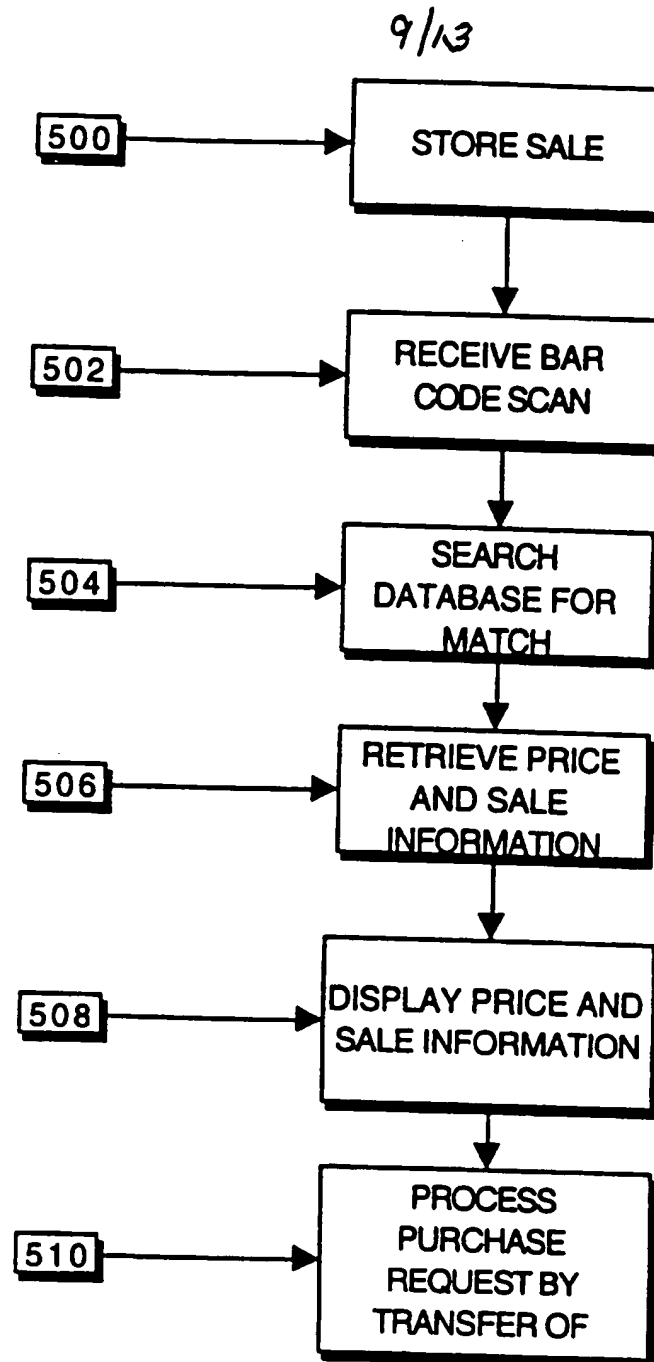 9/13
500
STORE SALE
502
RECEIVE BAR
CODE SCAN
504
SEARCH
DATABASE FOR
MATCH
506
RETRIEVE PRICE
AND SALE
INFORMATION
508
DISPLAY PRICE AND
SALE INFORMATION
510
PROCESS
PURCHASE
REQUEST BY
TRANSFER OF